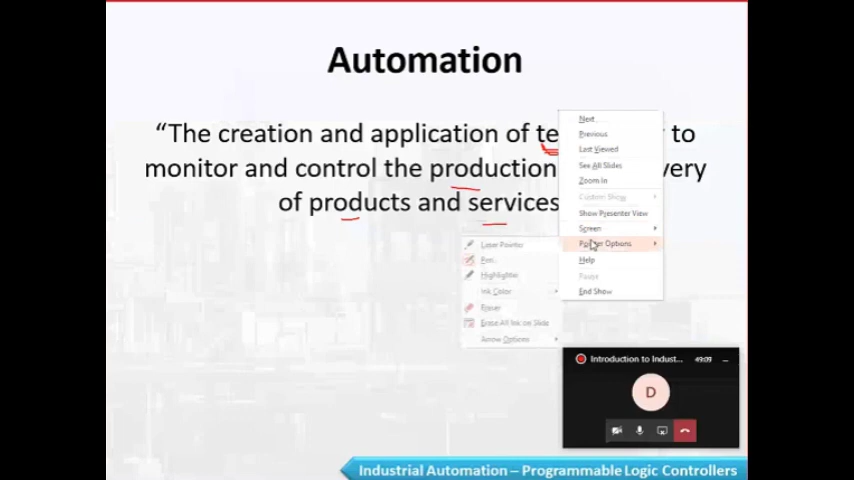 Automation
“The creation and application of te to
monitor and control the production very
of products and services
Next
Previous
Last Viewed
See All Slides
Zoom In
Custom Show
Show Presenter View
Screen
Pointer Options
Help
Pause
End Show
Laser Pointer
Pen
Highlighter
Ink Color
Eraser
Erase All Ink on Slide
Arrow Options
Introduction to Indust... 49:09
D
Industrial Automation – Programmable Logic Controllers